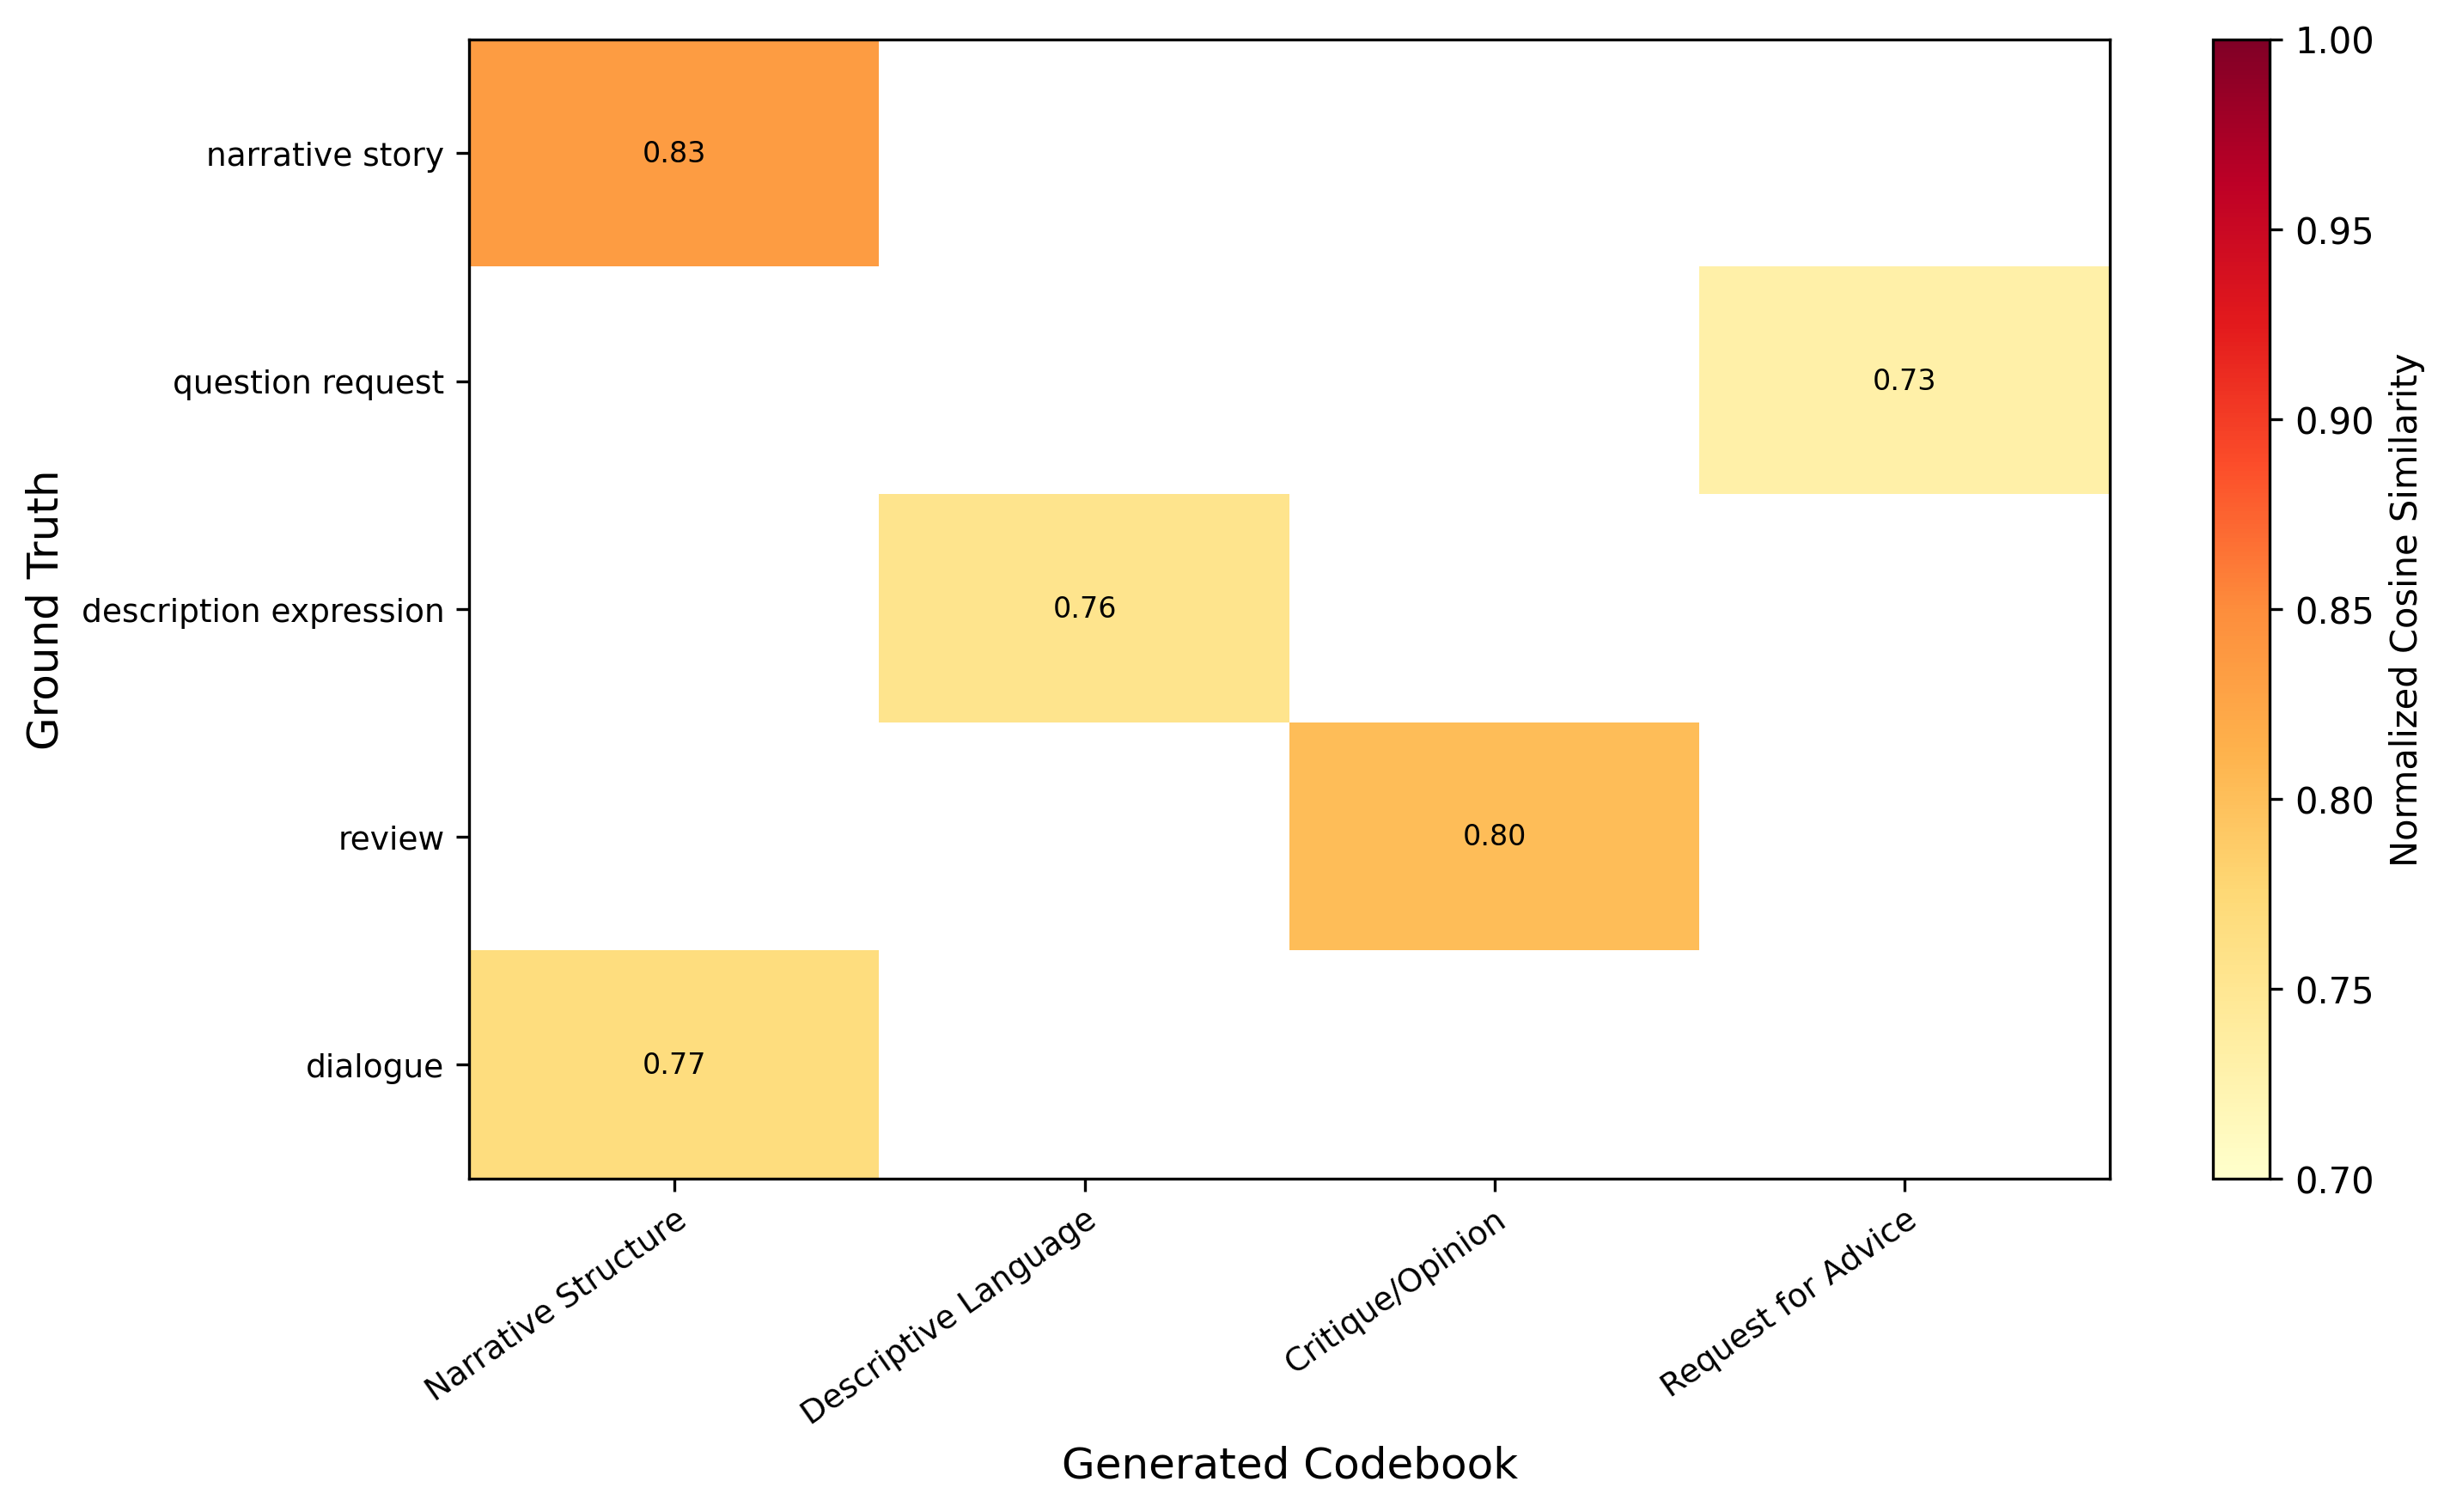 narrative story
question request
description expression
review
dialogue
Ground Truth
0.83
0.73
0.76
0.80
0.77
Narrative Structure
Descriptive Language
Critique/Opinion
Request for Advice
Generated Codebook
1.00
0.95
0.90
0.85
0.80
0.75
0.70
Normalized Cosine Similarity